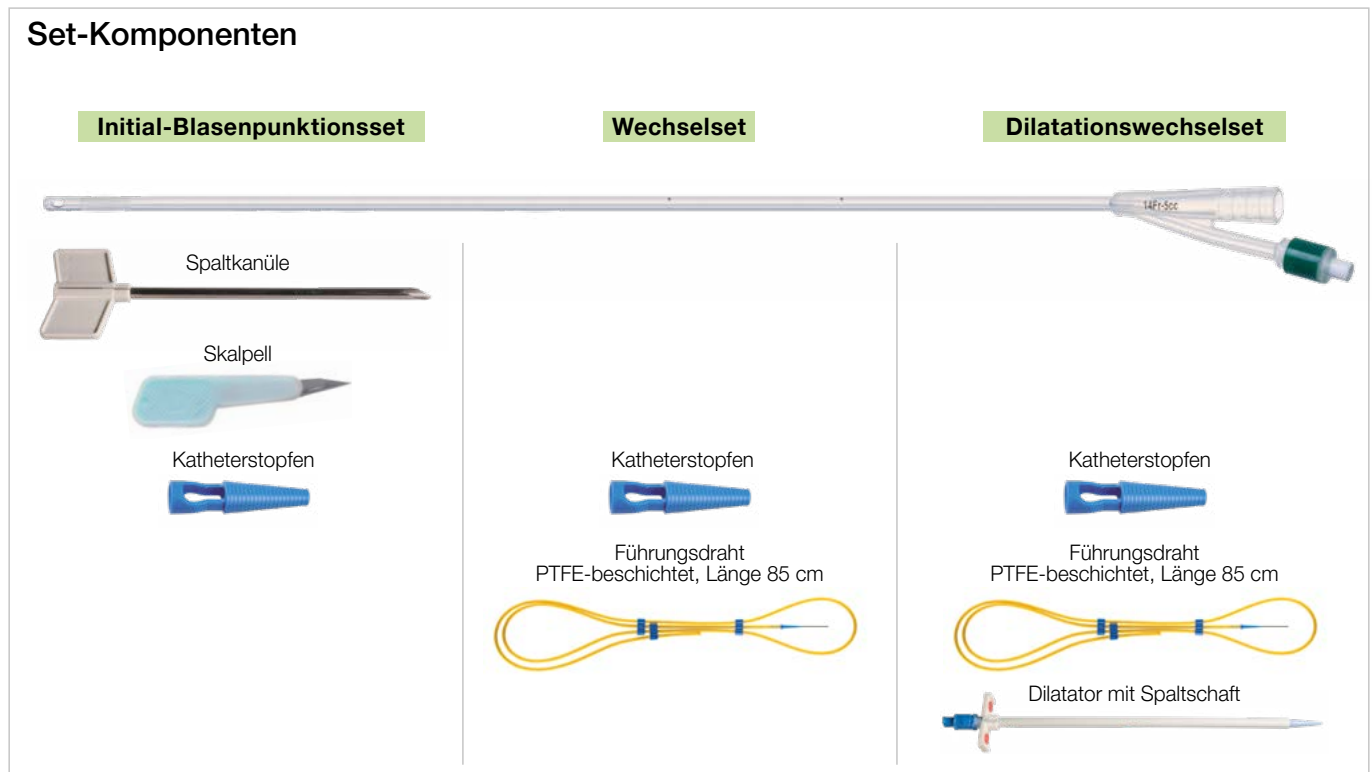 Set-Komponenten
Initial-Blasenpunktionsset
Wechselset
Dilatationswechselset
14Fr-5cc
Spaltkanüle
Skalpell
Katheterstopfen
Katheterstopfen
Führungsdraht
PTFE-beschichtet, Länge 85 cm
Katheterstopfen
Führungsdraht
PTFE-beschichtet, Länge 85 cm
Dilatator mit Spaltschaft